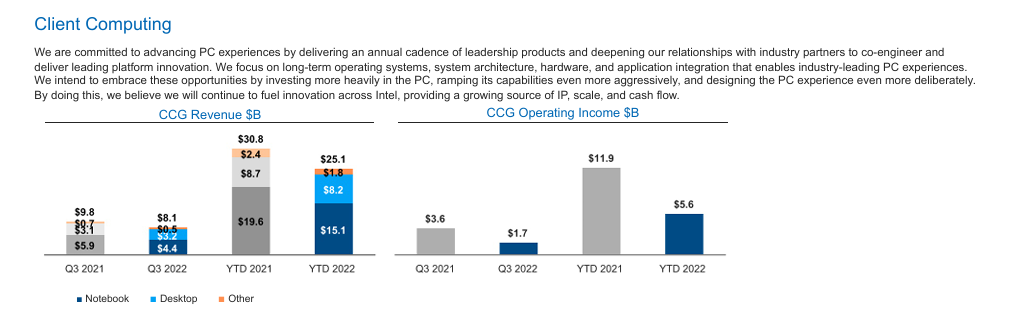 Client Computing
We are committed to advancing PC experiences by delivering an annual cadence of leadership products and deepening our relationships with industry partners to co-engineer and
deliver leading platform innovation. We focus on long-term operating systems, system architecture, hardware, and application integration that enables industry-leading PC experiences.
We intend to embrace these opportunities by investing more heavily in the PC, ramping its capabilities even more aggressively, and designing the PC experience even more deliberately.
By doing this, we believe we will continue to fuel innovation across Intel, providing a growing source of IP, scale, and cash flow.
CCG Revenue $B
$9.8
$0.7
$3.1
$5.9
$8.1
$0.5
$3.2
$4.4
$30.8
$2.4
$8.7
$19.6
$25.1
$1.8
$8.2
$15.1
Q3 2021 Q3 2022 YTD 2021 YTD 2022
Notebook Desktop Other
CCG Operating Income $B
$3.6
$1.7
$11.9
$5.6
Q3 2021 Q3 2022 YTD 2021 YTD 2022